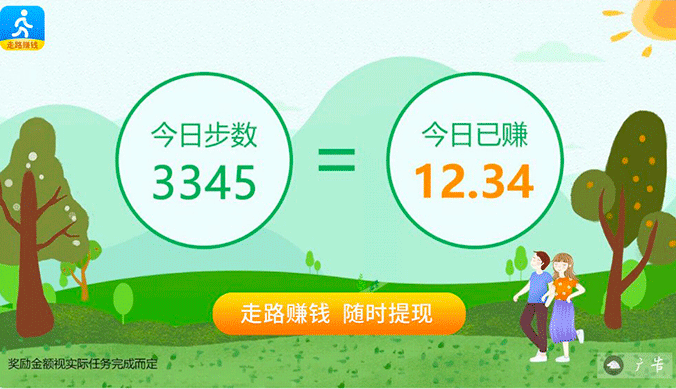 走路赚钱
今日步数
3345
=
今日已赚
12.34
走路赚钱 随时提现
奖励金额视实际任务完成而定
广告